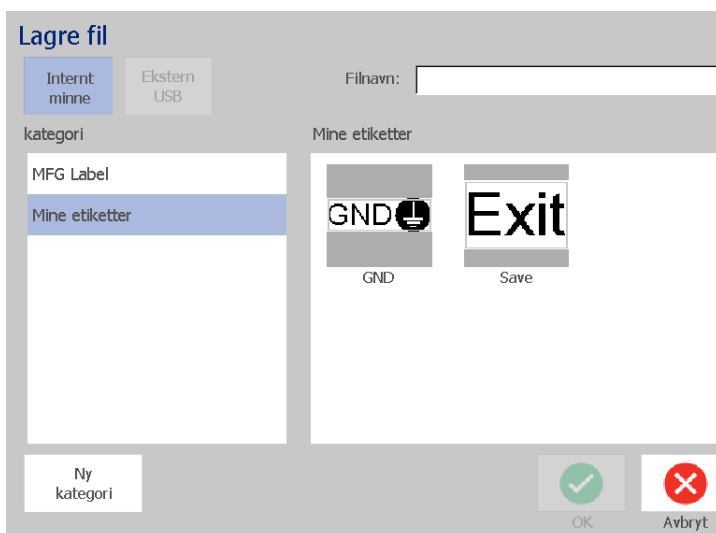 Lagre fil
Internt
minne
Ekstern
USB
Filnavn:
kategori
Mine etiketter
MFG Label
Mine etiketter
GND
Exit
GND
Save
Ny
kategori
OK
Avbryt